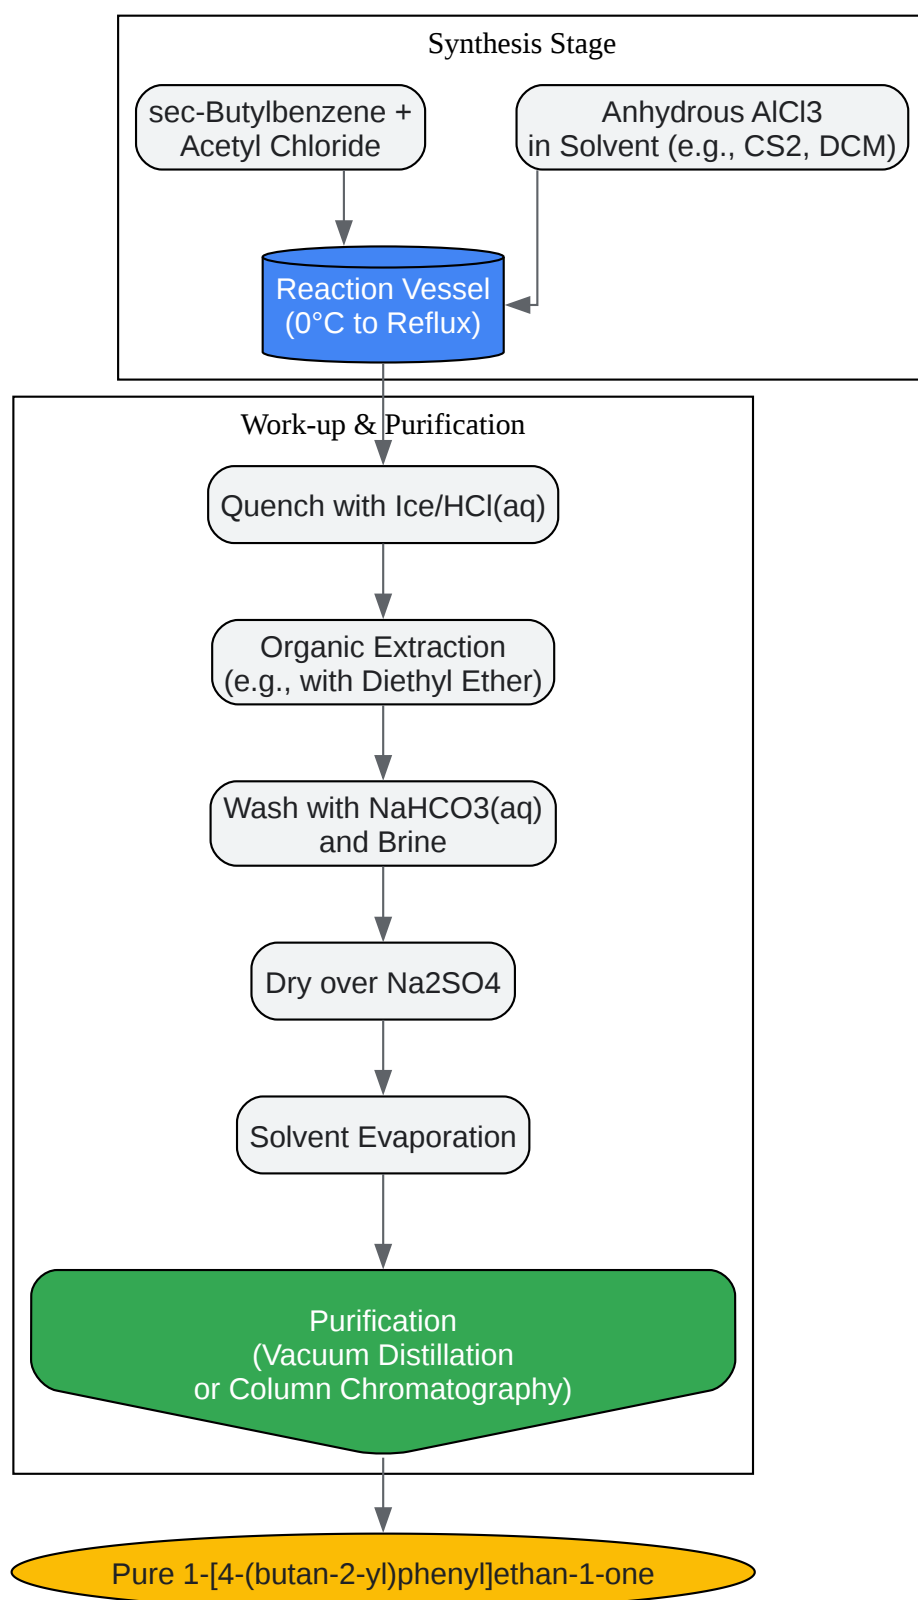 Synthesis Stage
sec-Butylbenzene +
Acetyl Chloride
Anhydrous AlCl3
in Solvent (e.g., CS2, DCM)
Reaction Vessel
(0°C to Reflux)
Work-up & Purification
Quench with Ice/HCl(aq)
Organic Extraction
(e.g., with Diethyl Ether)
Wash with NaHCO3(aq)
and Brine
Dry over Na2SO4
Solvent Evaporation
Purification
(Vacuum Distillation
or Column Chromatography)
Pure 1-[4-(butan-2-yl)phenyl]ethan-1-one